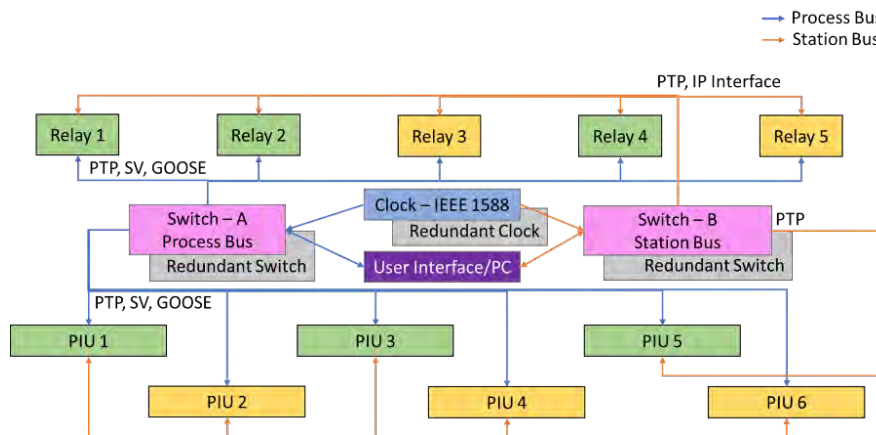 Process Bus
Station Bus
PTP, IP Interface
Relay 1
Relay 2
Relay 3
Relay 4
Relay 5
PTP, SV, GOOSE
Clock – IEEE 1588
Redundant Clock
Switch – A
Process Bus
Redundant Switch
User Interface/PC
Switch – B
Station Bus
Redundant Switch
PTP
PTP, SV, GOOSE
PIU 1
PIU 3
PIU 5
PIU 2
PIU 4
PIU 6